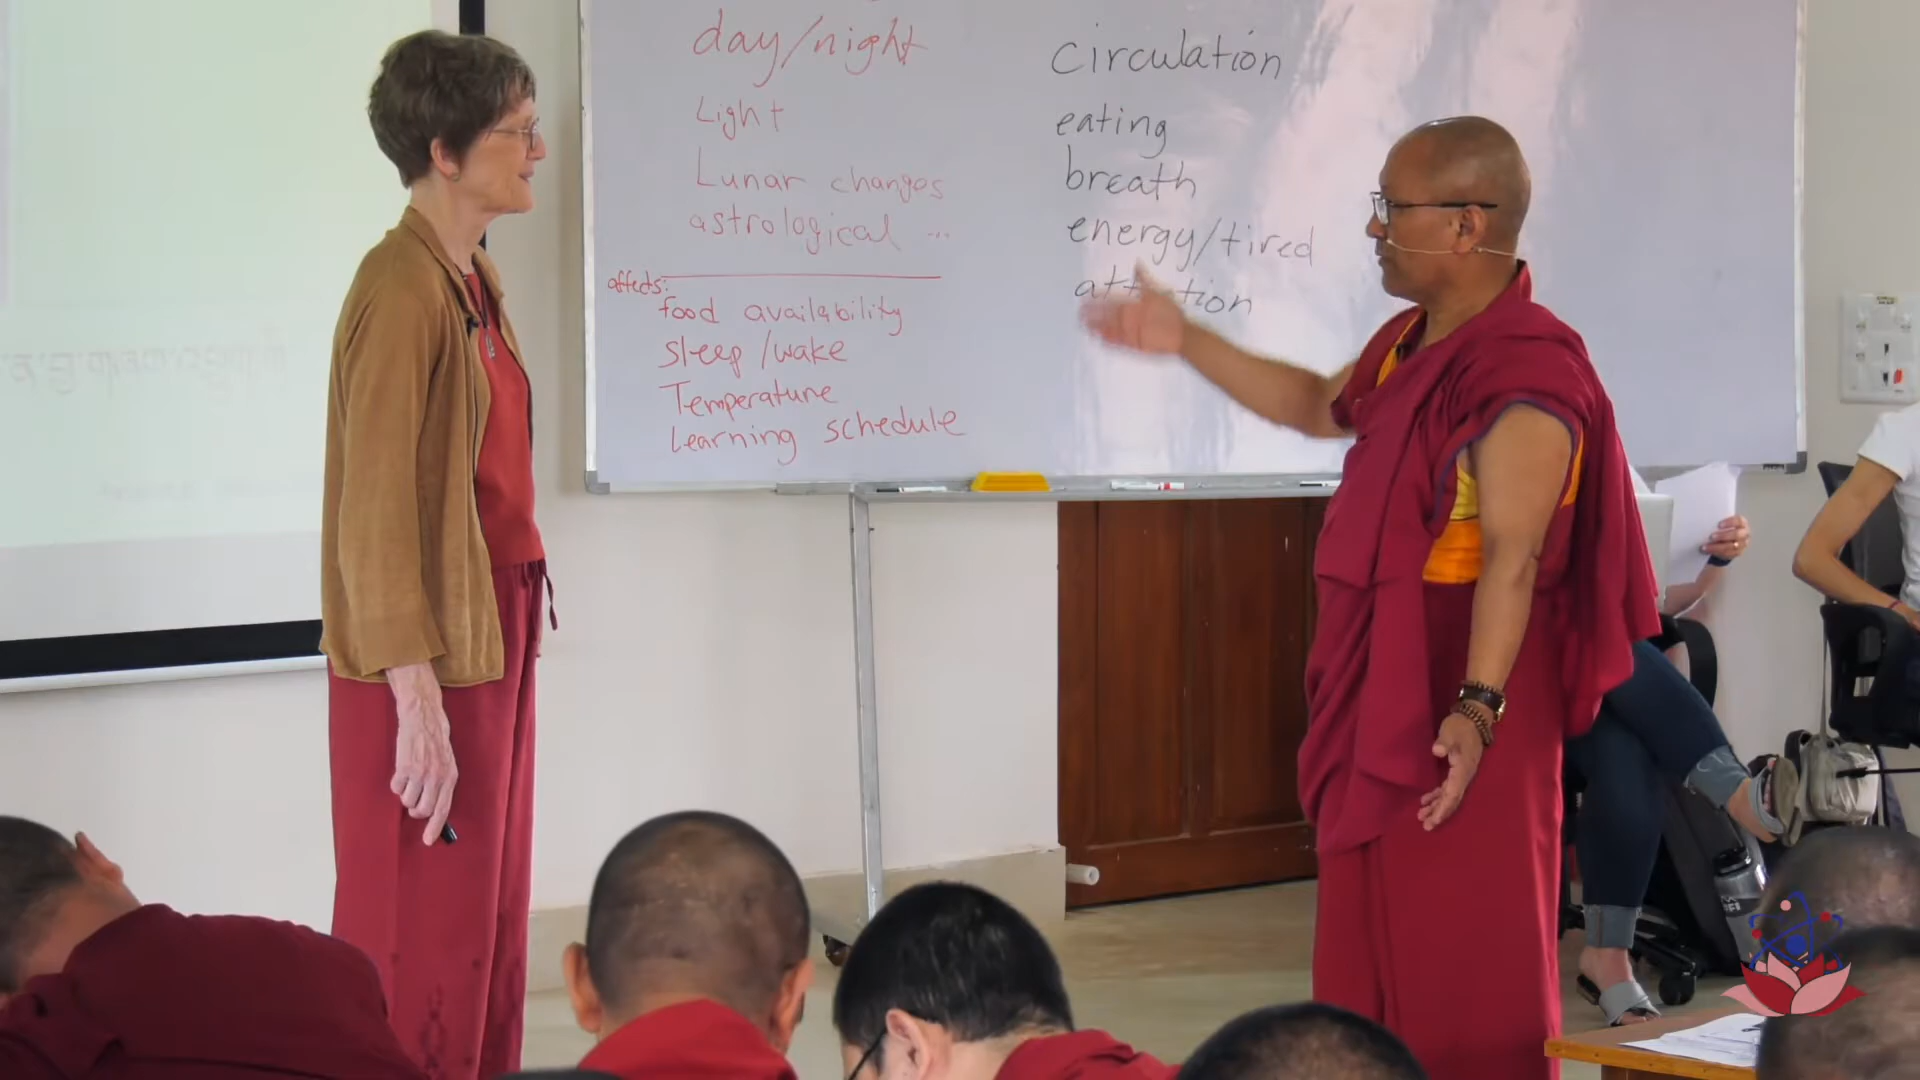 day/night
Light
Lunar changes
astrological ...
affects:
food availability
sleep/wake
Temperature
Learning schedule
circulation
eating
breath
energy/tired